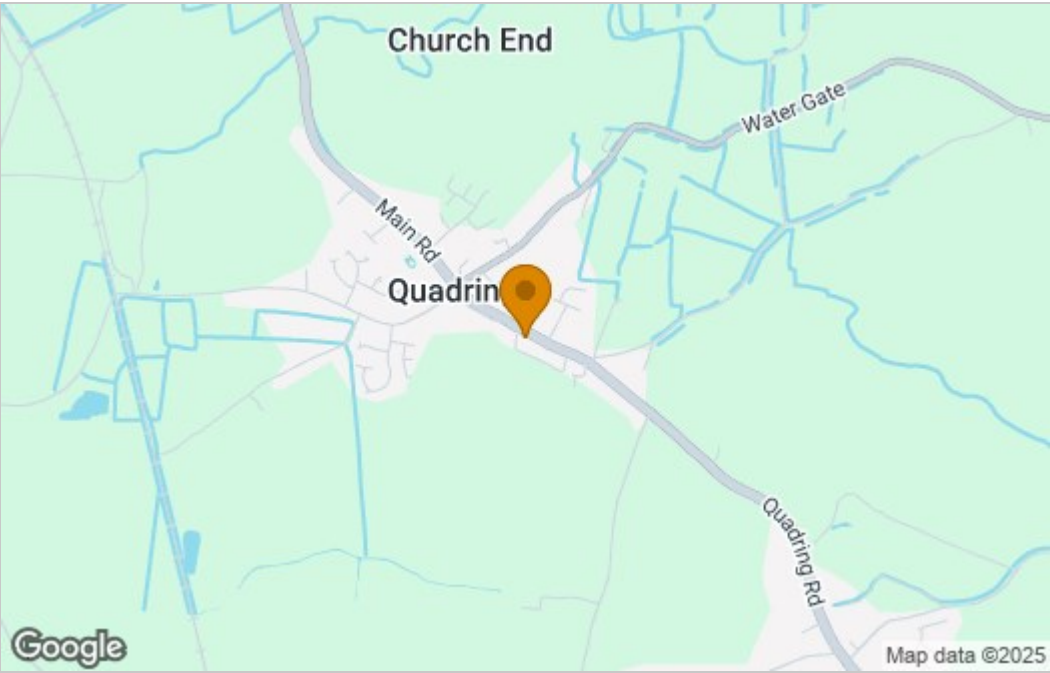 Church End
Water Gate
Main Rd
Quadrin
Quadring Rd
Google
Map data ©2025